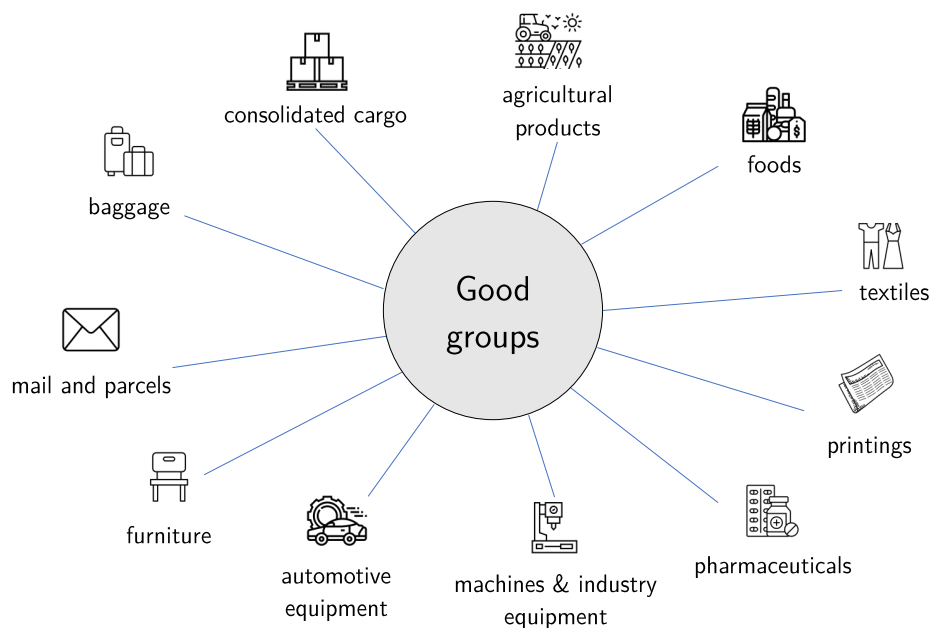 agricultural
products
consolidated cargo
foods
baggage
textiles
Good
groups
mail and parcels
printings
furniture
pharmaceuticals
automotive
equipment
machines & industry
equipment